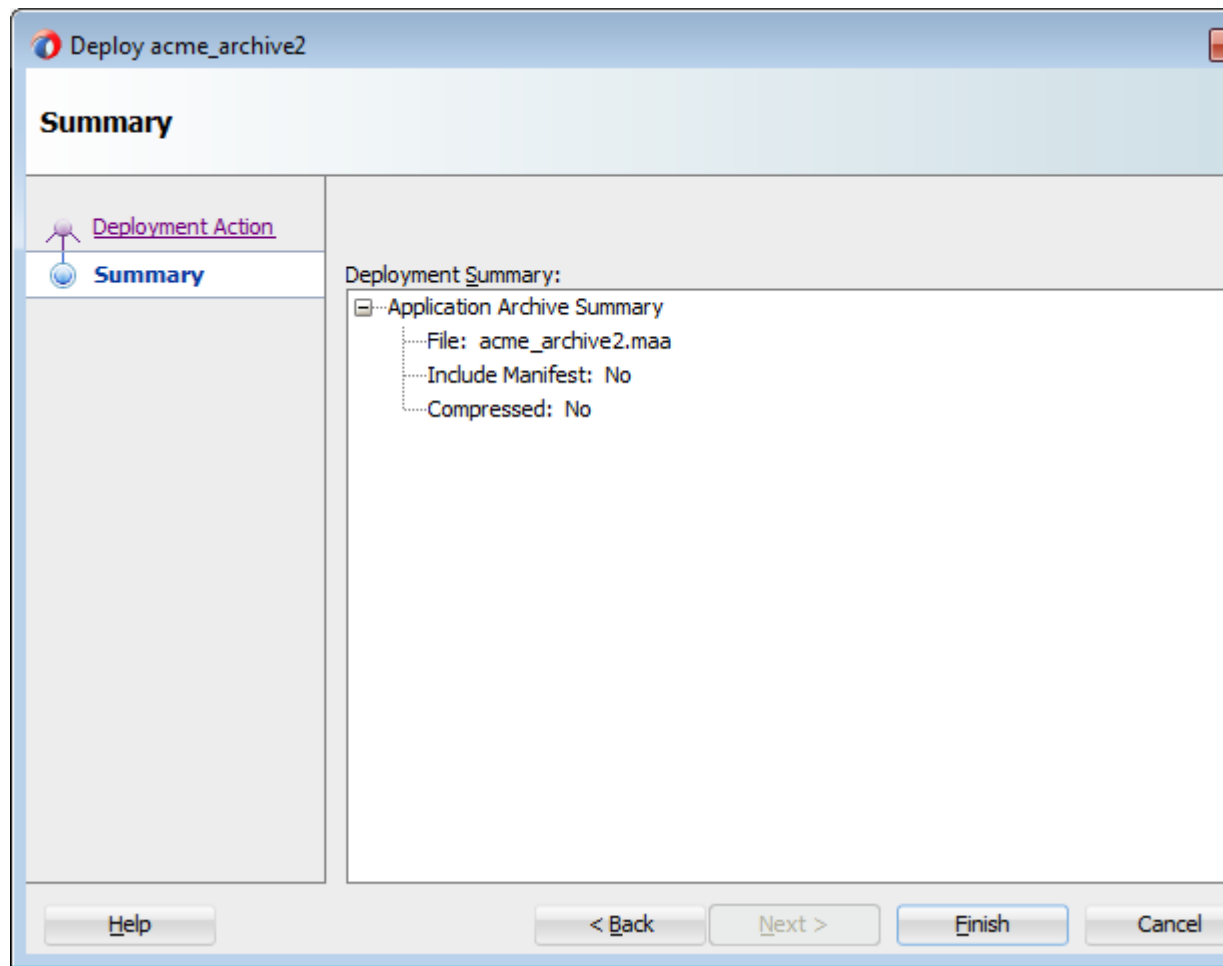 Deploy acme_archive2
Summary
Deployment Action
Summary
Deployment Summary:
Application Archive Summary
File: acme_archive2.maa
Include Manifest: No
Compressed: No
Help
< Back
Next >
Finish
Cancel